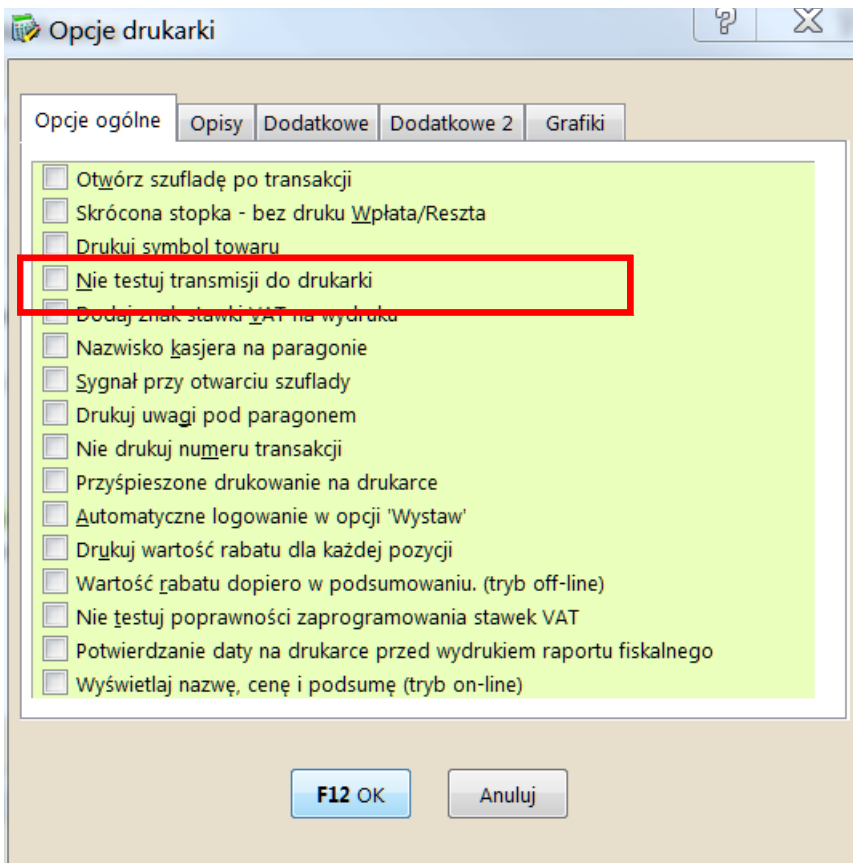 Opcje drukarki
Opcje ogólne Opisy Dodatkowe Dodatkowe 2 Grafiki
Otwórz szufladę po transakcji
Skrócona stopka - bez druku Wpłata/Reszta
Drukuj symbol towaru
Nie testuj transmisji do drukarki
Dodaj znak stawki VAT na wydruku
Nazwisko kasjera na paragonie
Sygnał przy otwarciu szuflady
Drukuj uwagi pod paragonem
Nie drukuj numeru transakcji
Przyśpieszone drukowanie na drukarce
Automatyczne logowanie w opcji 'Wystaw'
Drukuj wartość rabatu dla każdej pozycji
Wartość rabatu dopiero w podsumowaniu. (tryb off-line)
Nie testuj poprawności zaprogramowania stawek VAT
Potwierdzanie daty na drukarce przed wydrukiem raportu fiskalnego
Wyświetlaj nazwę, cenę i podsumę (tryb on-line)
F12 OK Anuluj